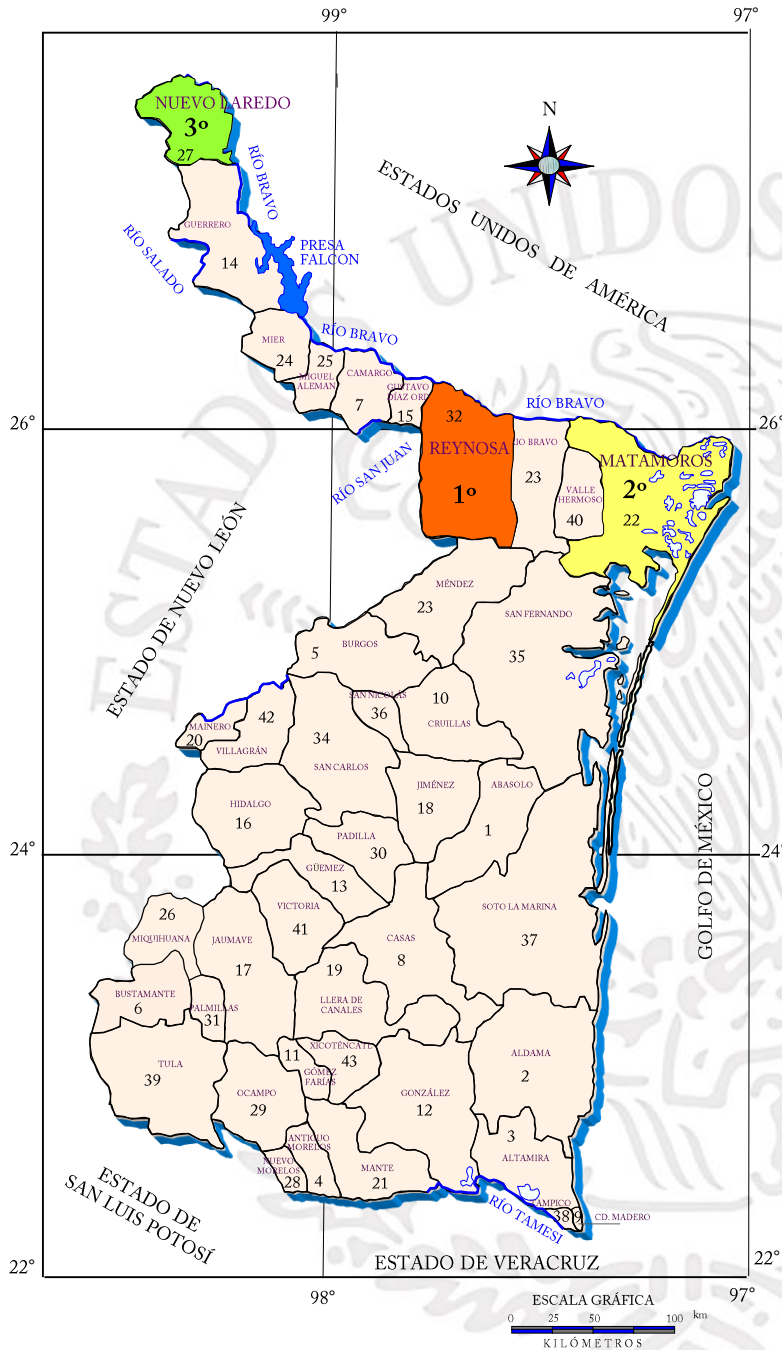 99°
97°
N
NUEVO LAREDO
3º
27
RÍO BRAVO
ESTADOS UNIDOS DE AMÉRICA
GUERRERO
14
RÍO SALADO
PRESA
FALCON
RÍO BRAVO
MIER
24
25
MIGUEL
ALEMAN
CAMARGO
7
GUSTAVO
DÍAZ ORD
15
26°
26°
RÍO BRAVO
32
REYNOSA
1º
RÍO SAN JUAN
RÍO BRAVO
23
VALLE
HERMOSO
40
MATAMOROS
2º
22
ESTADO DE NUEVO LEÓN
MÉNDEZ
23
SAN FERNANDO
35
BURGOS
5
SAN NICOLÁS
36
10
CRUILLAS
MAINERO
20
42
VILLAGRÁN
34
SAN CARLOS
HIDALGO
16
JIMÉNEZ
18
ABASOLO
1
PADILLA
30
GOLFO DE MÉXICO
24°
24°
GÜEMEZ
13
VICTORIA
41
SOTO LA MARINA
37
26
MIQUIHUANA
JAUMAVE
17
CASAS
8
19
LLERA DE
CANALES
BUSTAMANTE
6
PALMILLAS
31
TULA
39
11
XICOTÉNCATL
43
GÓMEZ
FARÍAS
ALDAMA
2
OCAMPO
29
GONZÁLEZ
12
3
ALTAMIRA
ANTIGUO
MORELOS
4
NUEVO
MORELOS
28
MANTE
21
ESTADO DE
SAN LUIS POTOSÍ
RÍO TAMESI
TAMPICO
38
9
CD. MADERO
ESTADO DE VERACRUZ
22°
22°
98°
97°
ESCALA GRÁFICA
0 25 50 100 km
KILÓMETROS
ESTADOS UNIDOS